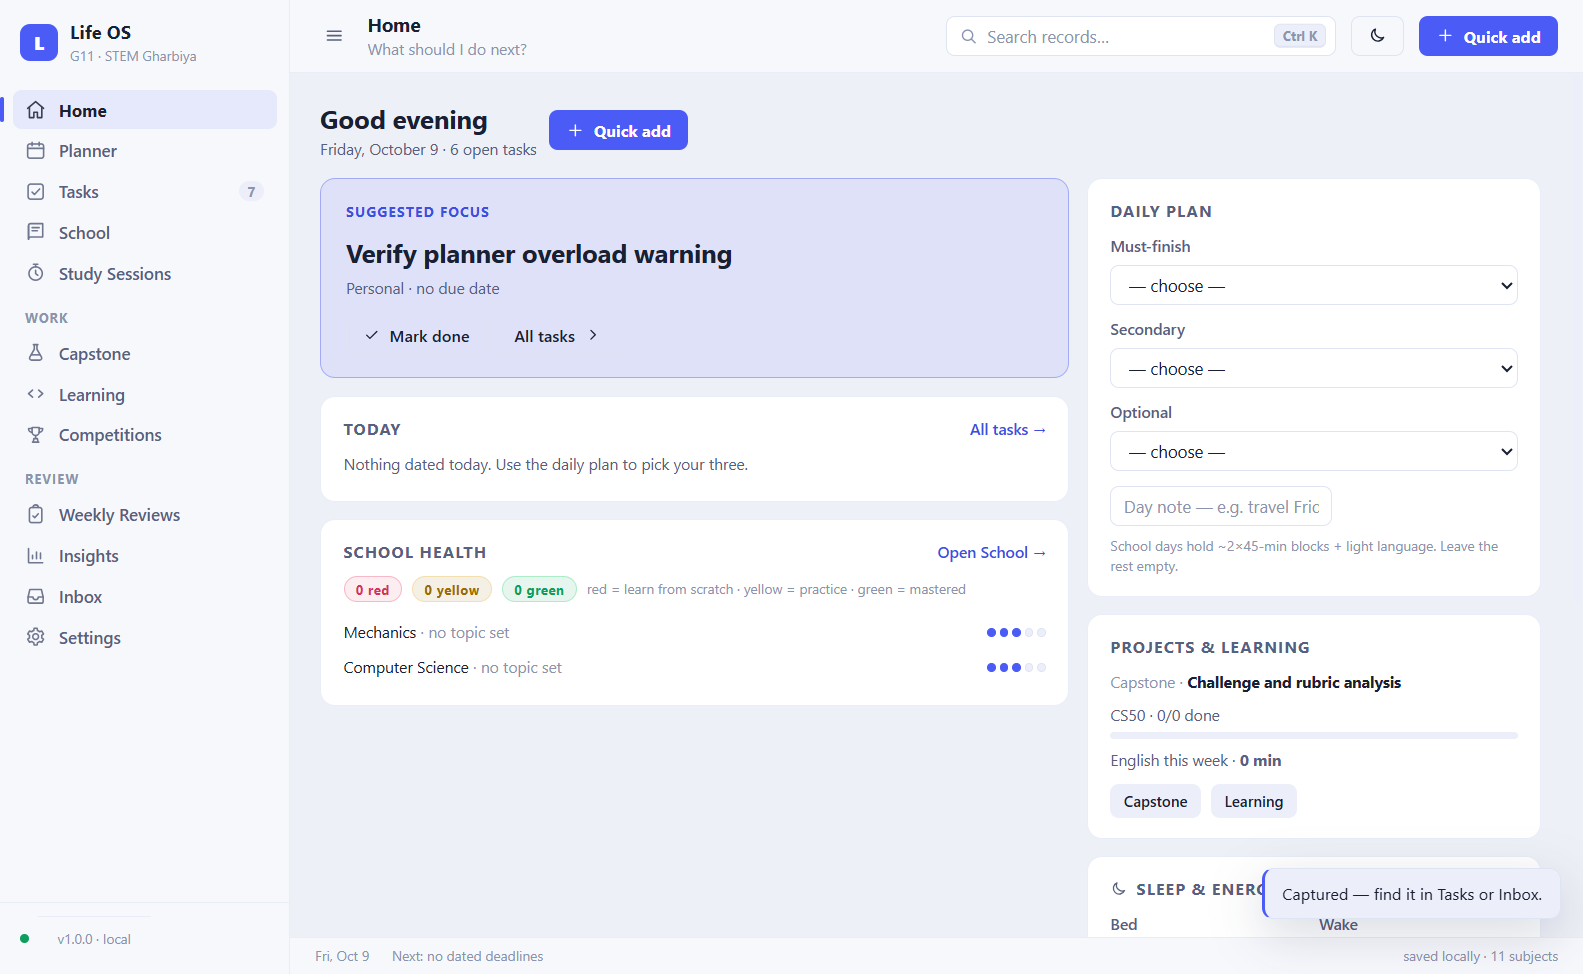 L
Life OS
G11 · STEM Gharbiya
Home
Planner
Tasks
7
School
Study Sessions
WORK
Capstone
Learning
Competitions
REVIEW
Weekly Reviews
Insights
Inbox
Settings
v1.0.0 · local
Home
What should I do next?
Search records...
Ctrl K
Quick add
Good evening
Friday, October 9 · 6 open tasks
Quick add
SUGGESTED FOCUS
Verify planner overload warning
Personal · no due date
Mark done
All tasks
TODAY
All tasks →
Nothing dated today. Use the daily plan to pick your three.
SCHOOL HEALTH
Open School →
0 red
0 yellow
0 green
red = learn from scratch · yellow = practice · green = mastered
Mechanics · no topic set
Computer Science · no topic set
DAILY PLAN
Must-finish
— choose —
Secondary
— choose —
Optional
— choose —
Day note — e.g. travel Fric
School days hold ~2×45-min blocks + light language. Leave the
rest empty.
PROJECTS & LEARNING
Capstone · Challenge and rubric analysis
CS50 · 0/0 done
English this week · 0 min
Capstone
Learning
SLEEP & ENERG
Captured — find it in Tasks or Inbox.
Bed
Wake
Fri, Oct 9
Next: no dated deadlines
saved locally · 11 subjects